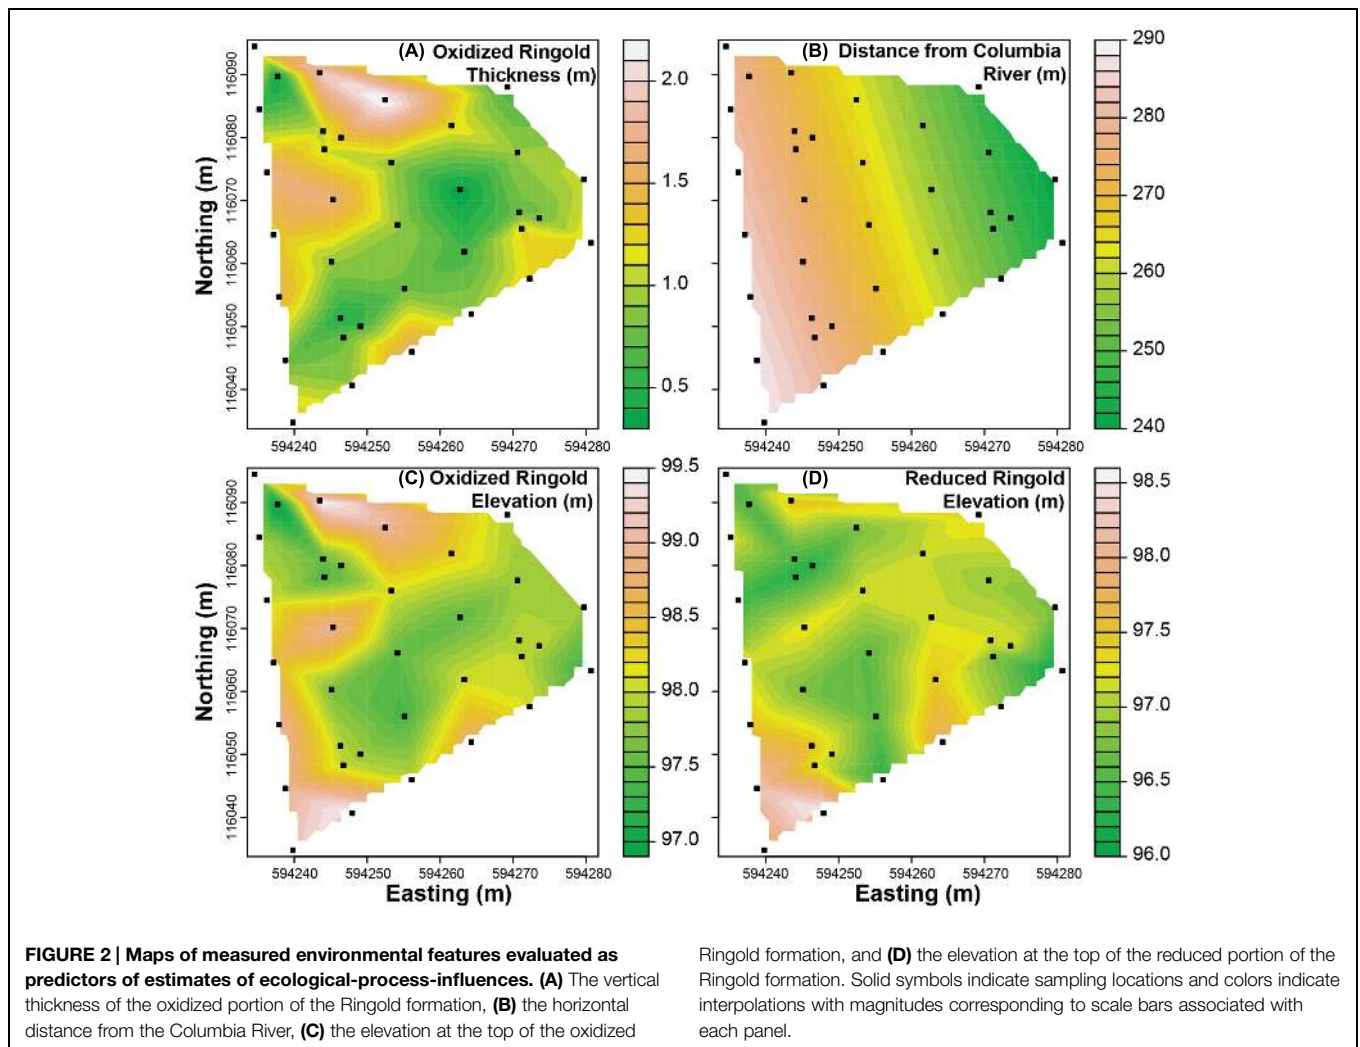 (A) Oxidized Ringold
Thickness (m)
2.0
1.5
1.0
0.5
116090
116080
116070
116060
116050
116040
Northing (m)
594240 594250 594260 594270 594280
(B) Distance from Columbia
River (m)
290
280
270
260
250
240
594240 594250 594260 594270 594280
(C) Oxidized Ringold
Elevation (m)
99.5
99.0
98.5
98.0
97.5
97.0
116090
116080
116070
116060
116050
116040
Northing (m)
594240 594250 594260 594270 594280
Easting (m)
(D) Reduced Ringold
Elevation (m)
98.5
98.0
97.5
97.0
96.5
96.0
594240 594250 594260 594270 594280
Easting (m)
FIGURE 2 | Maps of measured environmental features evaluated as
predictors of estimates of ecological-process-influences. (A) The vertical
thickness of the oxidized portion of the Ringold formation, (B) the horizontal
distance from the Columbia River, (C) the elevation at the top of the oxidized
Ringold formation, and (D) the elevation at the top of the reduced portion of the
Ringold formation. Solid symbols indicate sampling locations and colors indicate
interpolations with magnitudes corresponding to scale bars associated with
each panel.